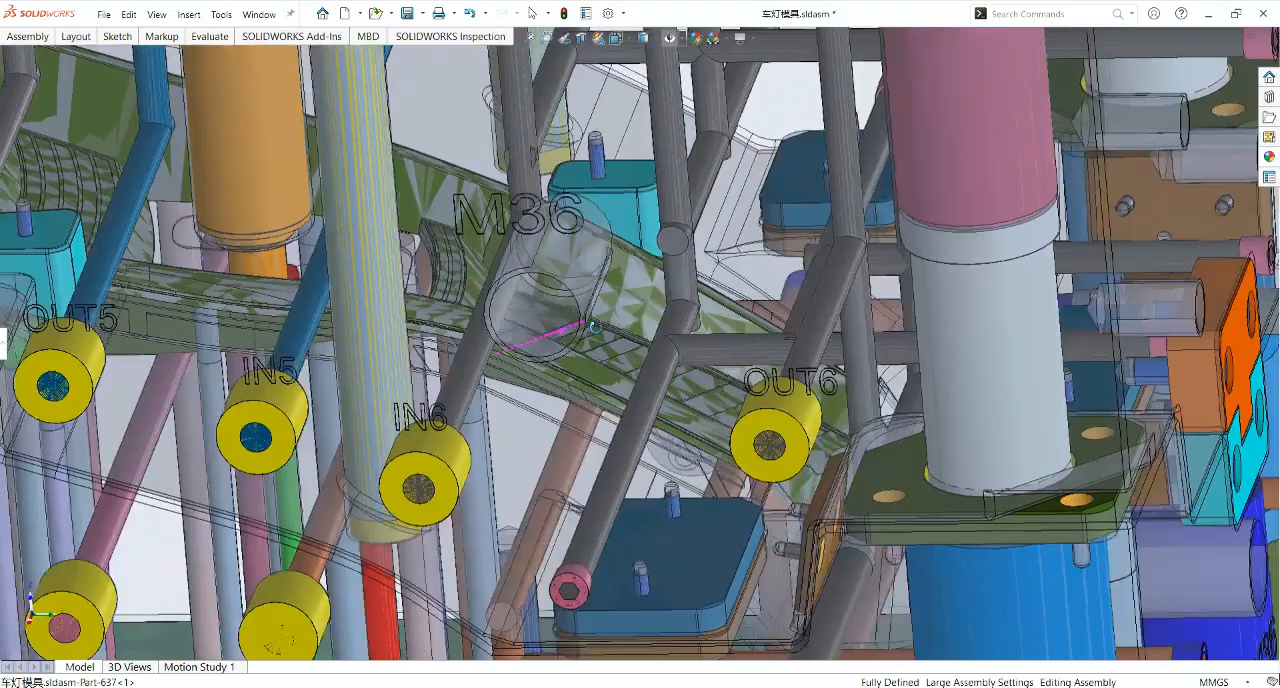 SOLIDWORKS File Edit View Insert Tools Window 车灯模具.sldasm * Search Commands
Assembly Layout Sketch Markup Evaluate SOLIDWORKS Add-Ins MBD SOLIDWORKS Inspection
M36
OUT5
IN5
OUT6
IN6
Model 3D Views Motion Study 1
车灯模具.sldasm-Part-637<1> Fully Defined Large Assembly Settings Editing Assembly MMGS